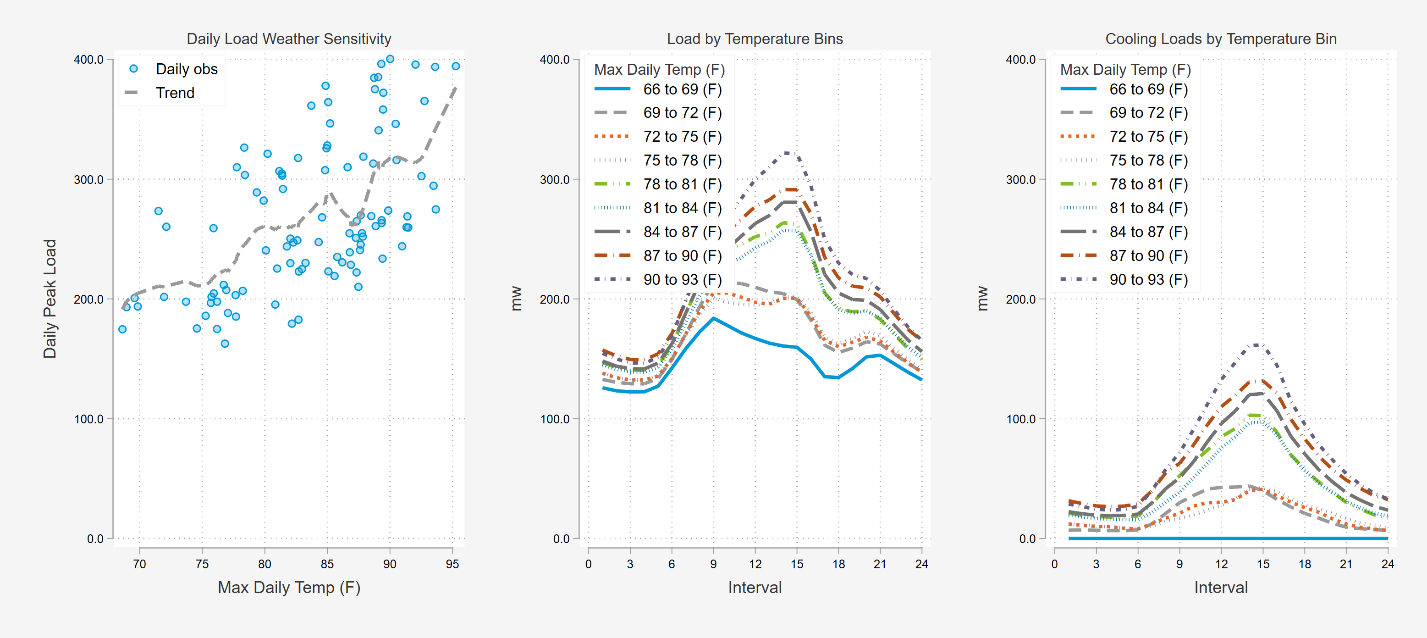 Daily Load Weather Sensitivity
400.0
300.0
200.0
100.0
0.0
Daily Peak Load
Daily obs
Trend
70 75 80 85 90 95
Max Daily Temp (F)
Load by Temperature Bins
400.0
300.0
200.0
100.0
0.0
mw
Max Daily Temp (F)
66 to 69 (F)
69 to 72 (F)
72 to 75 (F)
75 to 78 (F)
78 to 81 (F)
81 to 84 (F)
84 to 87 (F)
87 to 90 (F)
90 to 93 (F)
0 3 6 9 12 15 18 21 24
Interval
Cooling Loads by Temperature Bin
400.0
300.0
200.0
100.0
0.0
mw
Max Daily Temp (F)
66 to 69 (F)
69 to 72 (F)
72 to 75 (F)
75 to 78 (F)
78 to 81 (F)
81 to 84 (F)
84 to 87 (F)
87 to 90 (F)
90 to 93 (F)
0 3 6 9 12 15 18 21 24
Interval